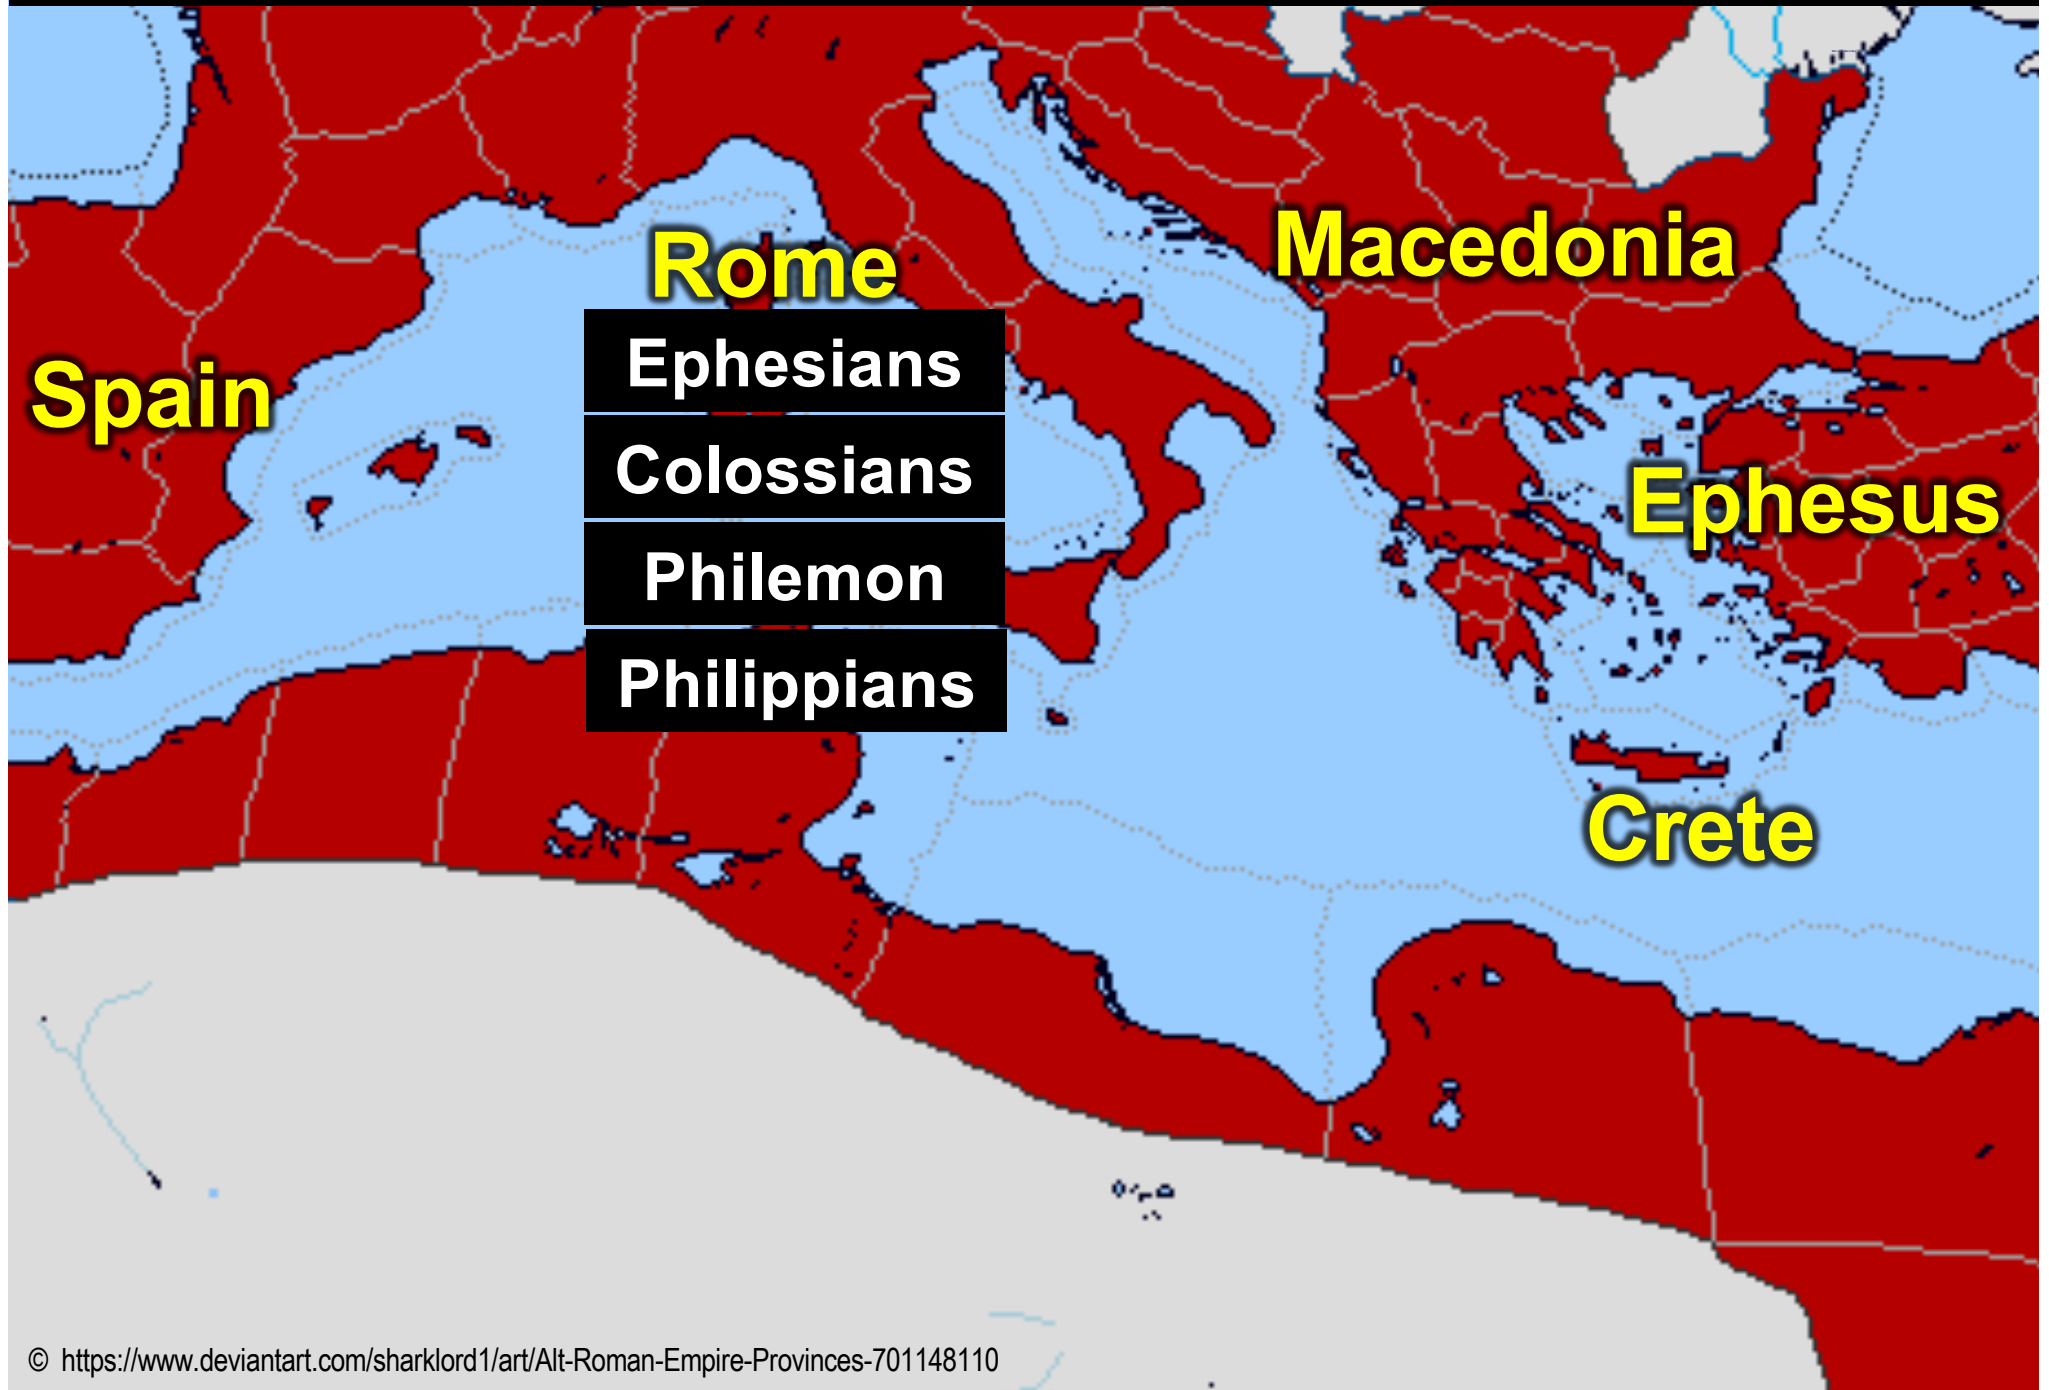 Macedonia
Rome
Ephesians
Spain
Colossians
Ephesus
Philemon
Philippians
Crete
© https://www.deviantart.com/sharklord1/art/Alt-Roman-Empire-Provinces-701148110